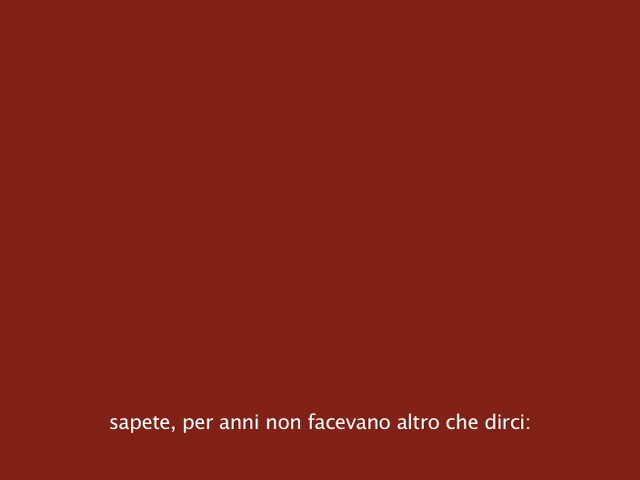 sapete, per anni non facevano altro che dirci: